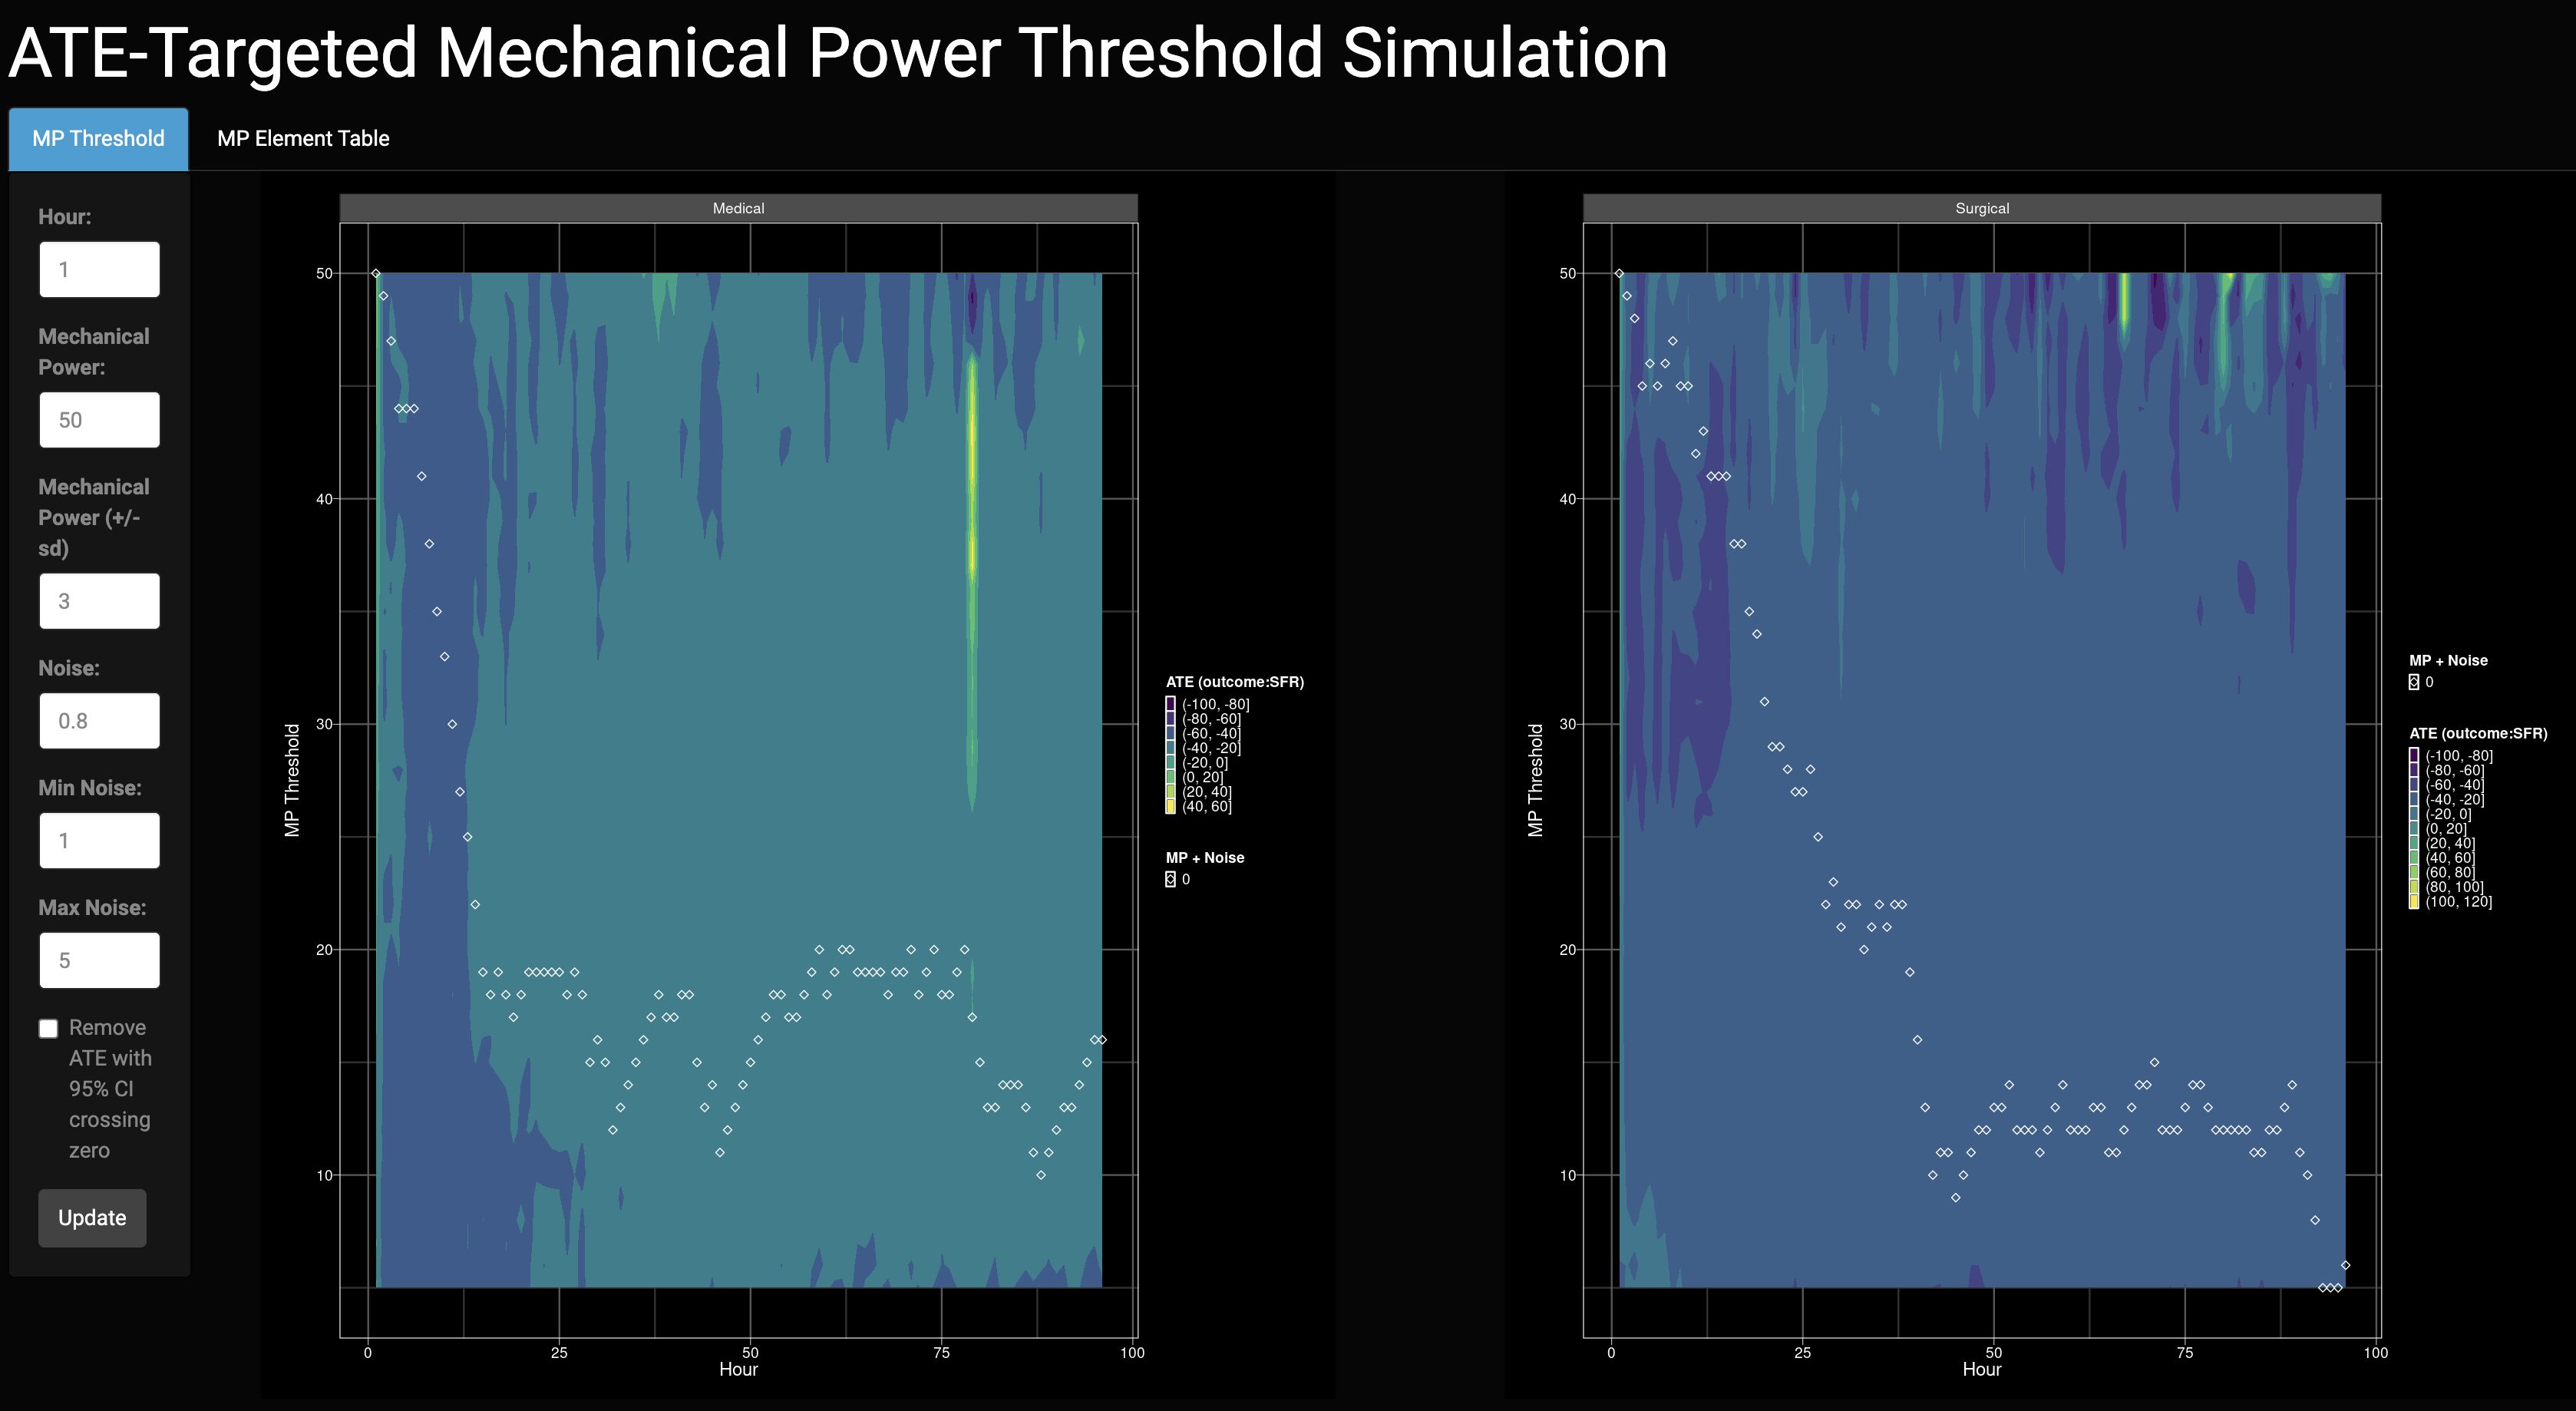 ATE-Targeted Mechanical Power Threshold Simulation
MP Threshold
MP Element Table
Hour:
1
Mechanical
Power:
50
Mechanical
Power (+/-
sd)
3
Noise:
0.8
Min Noise:
1
Max Noise:
5
Remove
ATE with
95% CI
crossing
zero
Update
Medical
50
40
30
20
10
MP Threshold
0
25
50
75
100
Hour
ATE (outcome:SFR)
(-100, -80]
(-80, -60]
(-60, -40]
(-40, -20]
(-20, 0]
(0, 20]
(20, 40]
(40, 60]
MP + Noise
0
Surgical
50
40
30
20
10
MP Threshold
0
25
50
75
100
Hour
MP + Noise
0
ATE (outcome:SFR)
(-100, -80]
(-80, -60]
(-60, -40]
(-40, -20]
(-20, 0]
(0, 20]
(20, 40]
(40, 60]
(60, 80]
(80, 100]
(100, 120]